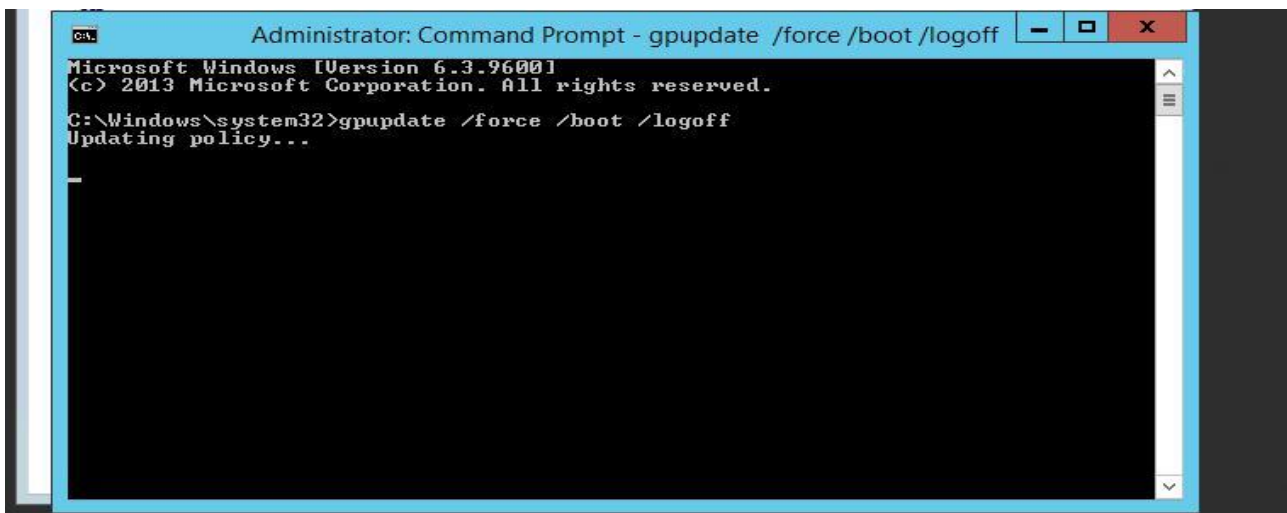 Administrator: Command Prompt - gpupdate /force /boot /logoff
Microsoft Windows [Version 6.3.9600]
(c) 2013 Microsoft Corporation. All rights reserved.
C:\Windows\system32>gpupdate /force /boot /logoff
Updating policy...